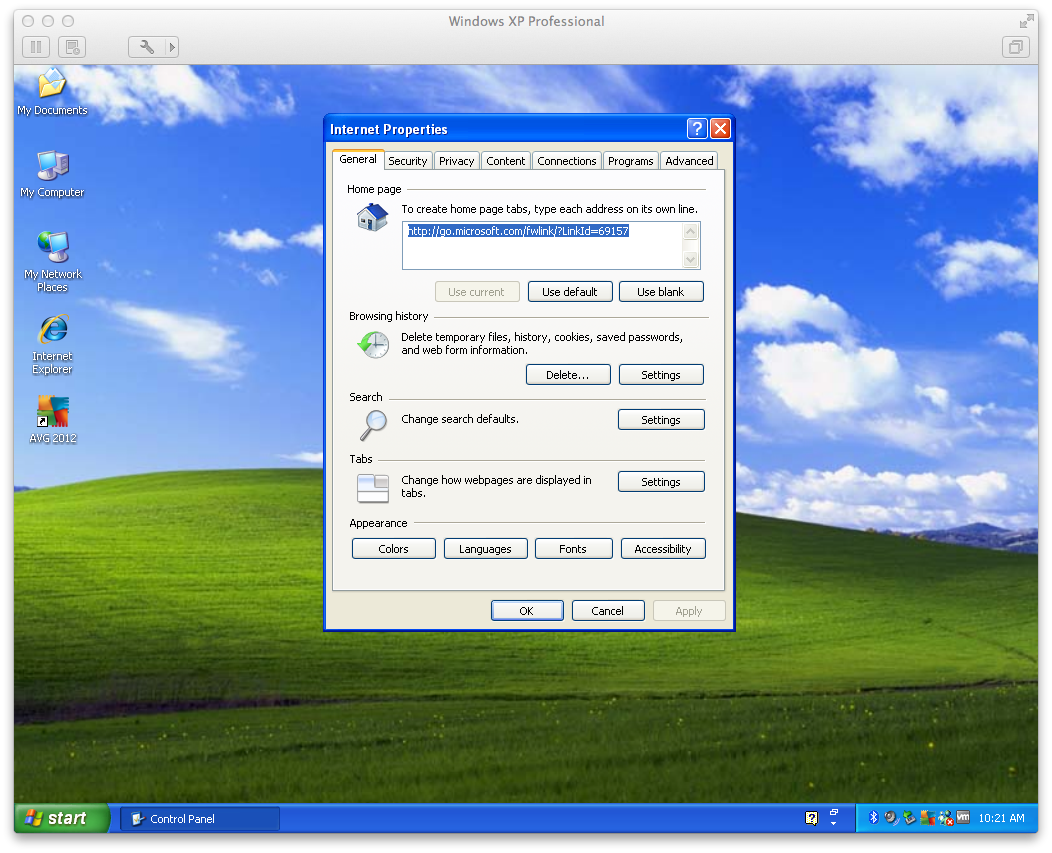 Windows XP Professional
My Documents
My Computer
My Network
Places
Internet
Explorer
AVG 2012
Internet Properties
General
Security
Privacy
Content
Connections
Programs
Advanced
Home page
To create home page tabs, type each address on its own line.
http://go.microsoft.com/fwlink/?LinkId=69157
Use current
Use default
Use blank
Browsing history
Delete temporary files, history, cookies, saved passwords,
and web form information.
Delete...
Settings
Search
Change search defaults.
Settings
Tabs
Change how webpages are displayed in
tabs.
Settings
Appearance
Colors
Languages
Fonts
Accessibility
OK
Cancel
Apply
start
Control Panel
vm
10:21 AM